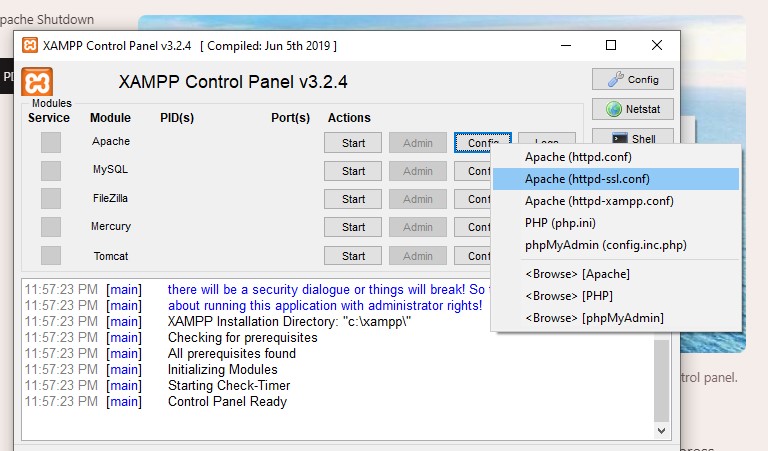 pache Shutdown
XAMPP Control Panel v3.2.4 [ Compiled: Jun 5th 2019 ]
XAMPP Control Panel v3.2.4
Config
Modules
Service Module PID(s) Port(s) Actions
Netstat
Shell
Apache Start Admin Config Logs
MySQL Start Admin
FileZilla Start Admin
Mercury Start Admin
Tomcat Start Admin
Apache (httpd.conf)
Apache (httpd-ssl.conf)
Apache (httpd-xampp.conf)
PHP (php.ini)
phpMyAdmin (config.inc.php)
<Browse> [Apache]
<Browse> [PHP]
<Browse> [phpMyAdmin]
11:57:23 PM [main] there will be a security dialogue or things will break! So
11:57:23 PM [main] about running this application with administrator rights!
11:57:23 PM [main] XAMPP Installation Directory: "c:\xampp\"
11:57:23 PM [main] Checking for prerequisites
11:57:23 PM [main] All prerequisites found
11:57:23 PM [main] Initializing Modules
11:57:23 PM [main] Starting Check-Timer
11:57:23 PM [main] Control Panel Ready
trol panel.